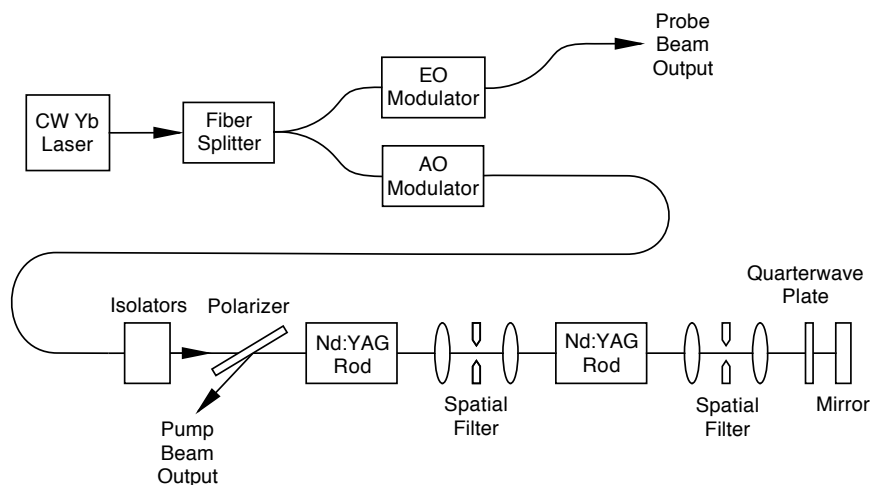 Probe
Beam
Output
EO
Modulator
CW Yb
Laser
Fiber
Splitter
AO
Modulator
Quarterwave
Plate
Isolators
Polarizer
Nd:YAG
Rod
Nd:YAG
Rod
Spatial
Filter
Spatial
Filter
Mirror
Pump
Beam
Output